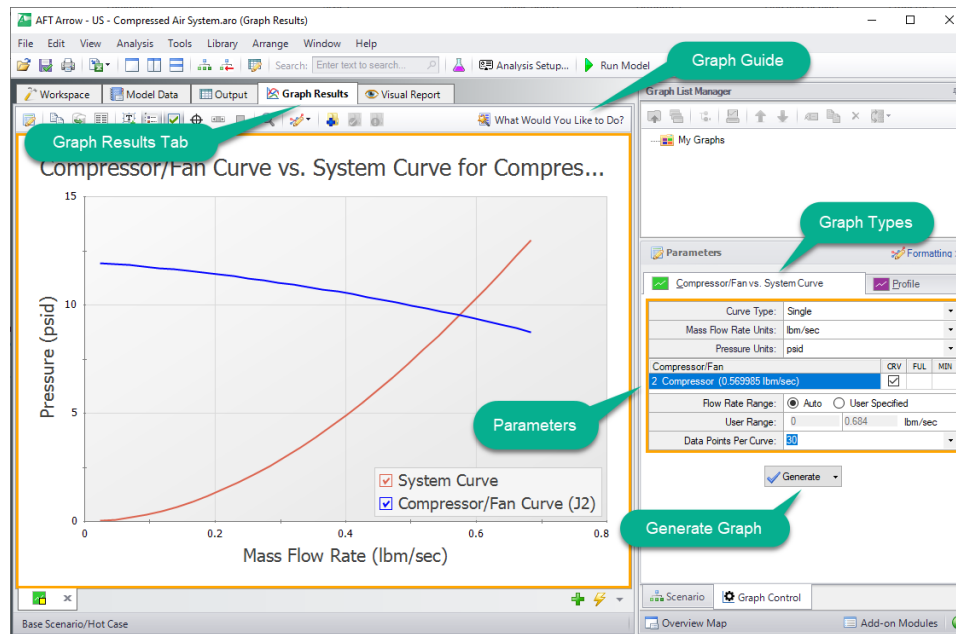 AFT Arrow - US - Compressed Air System.aro (Graph Results)
File Edit View Analysis Tools Library Arrange Window Help
Search: Enter text to search... Analysis Setup... Run Model
Graph Guide
Workspace Model Data Output Graph Results Visual Report
Graph List Manager
What Would You Like to Do?
Graph Results Tab
My Graphs
Compressor/Fan Curve vs. System Curve for Compres...
Graph Types
Parameters Formatting
Compressor/Fan vs. System Curve Profile
Curve Type: Single
Mass Flow Rate Units: lbm/sec
Pressure Units: psid
Compressor/Fan CRV FUL MIN
2 Compressor (0.569985 lbm/sec)
Flow Rate Range: Auto User Specified
User Range: 0 0.684 lbm/sec
Data Points Per Curve: 30
Parameters
Generate
Generate Graph
15
10
5
0
Pressure (psid)
System Curve
Compressor/Fan Curve (J2)
0 0.2 0.4 0.6 0.8
Mass Flow Rate (lbm/sec)
Scenario Graph Control
Base Scenario/Hot Case
Overview Map Add-on Modules